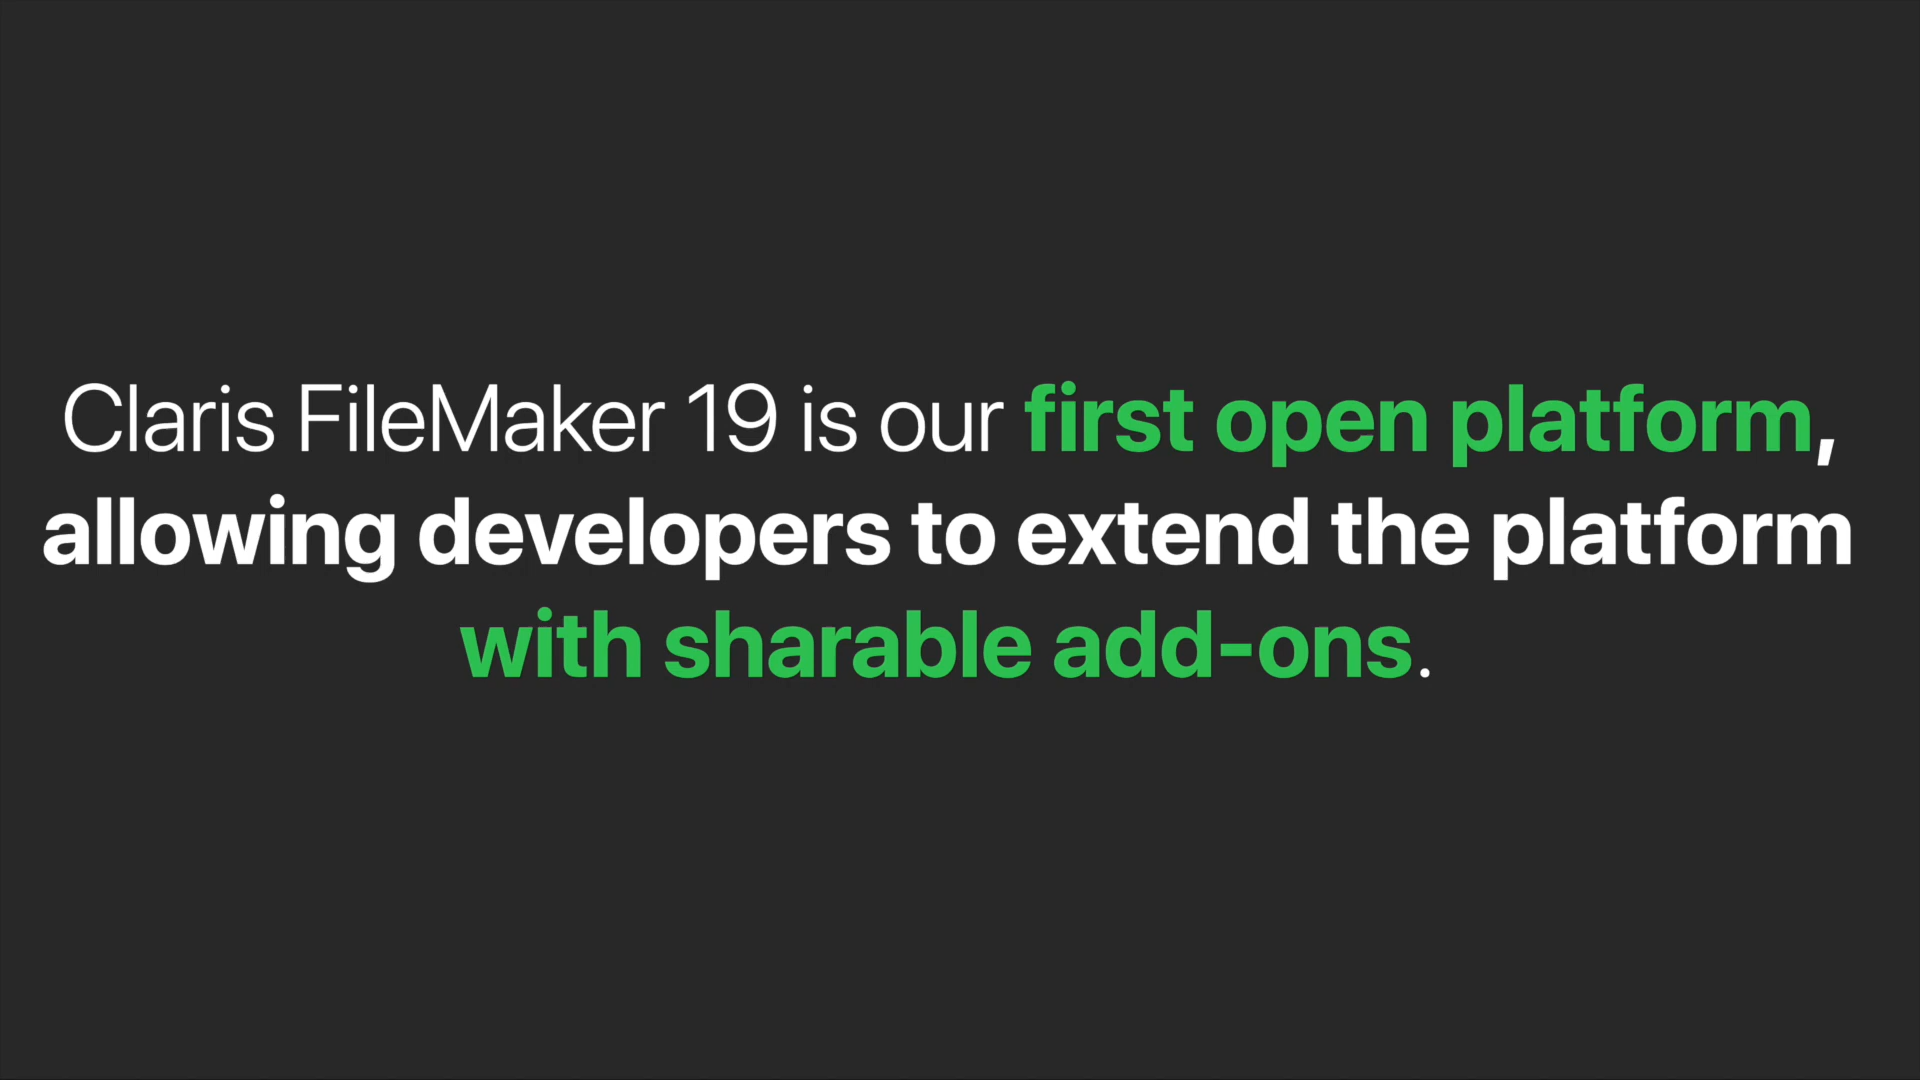 Claris FileMaker 19 is our first open platform,
allowing developers to extend the platform
with sharable add-ons.